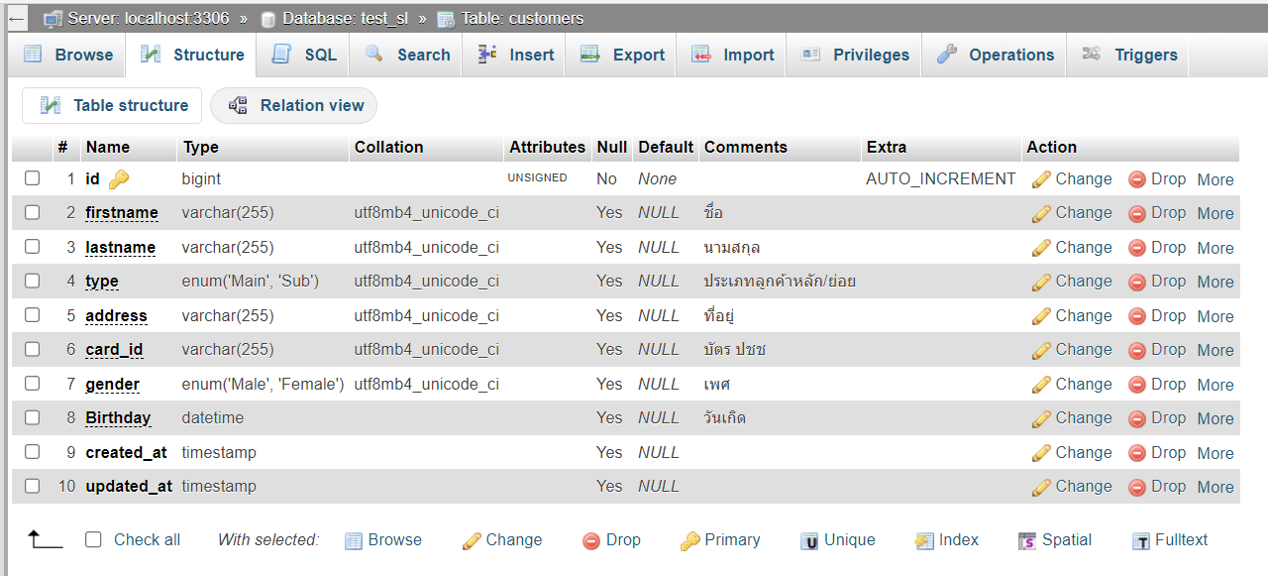 Server: localhost:3306 » Database: test_sl » Table: customers
Browse Structure SQL Search Insert Export Import Privileges Operations Triggers
Table structure Relation view
# Name Type Collation Attributes Null Default Comments Extra Action
1 id bigint UNSIGNED No None AUTO_INCREMENT Change Drop More
2 firstname varchar(255) utf8mb4_unicode_ci Yes NULL ชื่อ Change Drop More
3 lastname varchar(255) utf8mb4_unicode_ci Yes NULL นามสกุล Change Drop More
4 type enum('Main', 'Sub') utf8mb4_unicode_ci Yes NULL ประเภทลูกค้าหลัก/ย่อย Change Drop More
5 address varchar(255) utf8mb4_unicode_ci Yes NULL ที่อยู่ Change Drop More
6 card_id varchar(255) utf8mb4_unicode_ci Yes NULL บัตร ปชช Change Drop More
7 gender enum('Male', 'Female') utf8mb4_unicode_ci Yes NULL เพศ Change Drop More
8 Birthday datetime Yes NULL วันเกิด Change Drop More
9 created_at timestamp Yes NULL Change Drop More
10 updated_at timestamp Yes NULL Change Drop More
Check all With selected: Browse Change Drop Primary Unique Index Spatial Fulltext